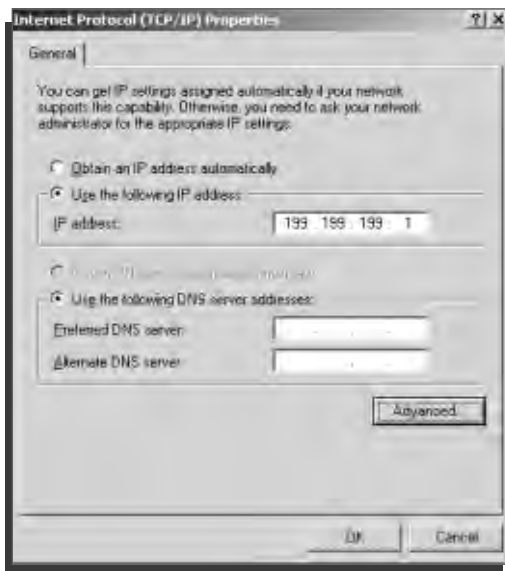 Internet Protocol (TCP/IP) Properties
General
You can get IP settings assigned automatically if your network
supports this capability. Otherwise, you need to ask your network
administrator for the appropriate IP settings.
Obtain an IP address automatically
Use the following IP address:
IP address: 199 . 199 . 199 . 1
Use the following DNS server addresses:
Preferred DNS server:
Alternate DNS server:
Advanced...
OK Cancel